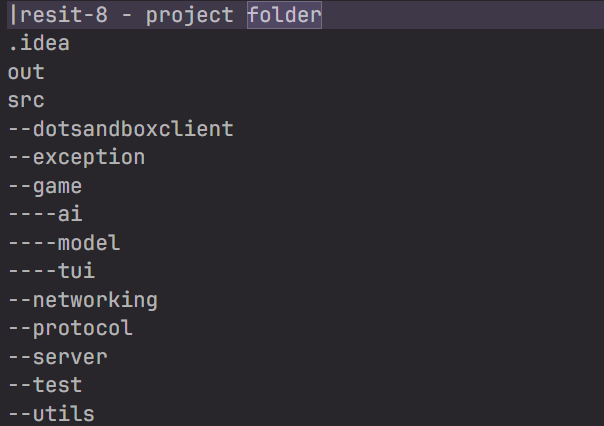 resit-8 - project folder
.idea
out
src
--dotsandboxclient
--exception
--game
----ai
----model
----tui
--networking
--protocol
--server
--test
--utils